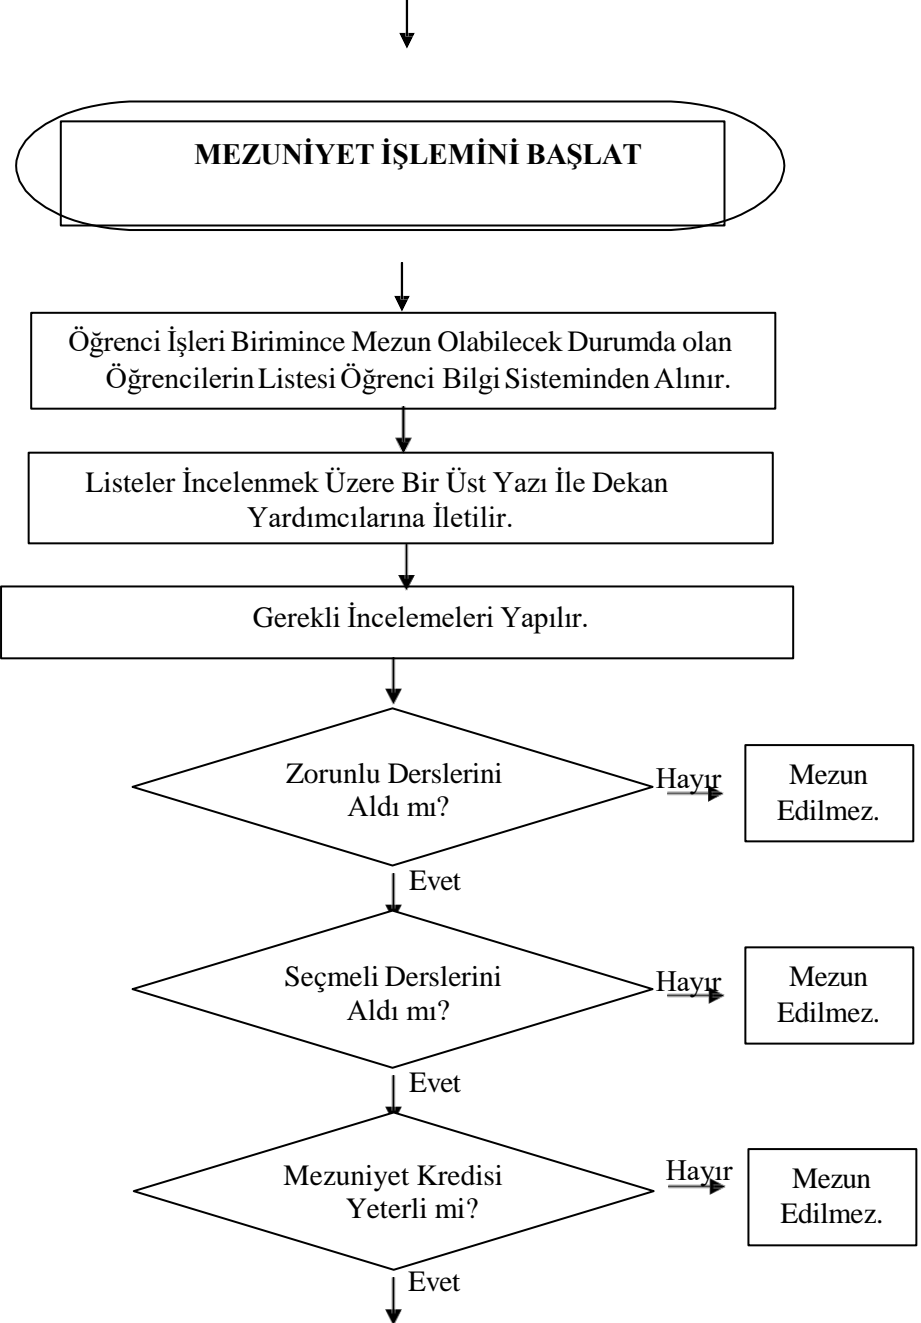 MEZUNİYET İŞLEMİNİ BAŞLAT
Öğrenci İşleri Birimince Mezun Olabilecek Durumda olan
Öğrencilerin Listesi Öğrenci Bilgi Sisteminden Alınır.
Listeler İncelenmek Üzere Bir Üst Yazı İle Dekan
Yardımcılarına İletilir.
Gerekli İncelemeleri Yapılır.
Zorunlu Derslerini
Aldı mı?
Hayır
Mezun
Edilmez.
Evet
Seçmeli Derslerini
Aldı mı?
Hayır
Mezun
Edilmez.
Evet
Mezuniyet Kredisi
Yeterli mi?
Hayır
Mezun
Edilmez.
Evet